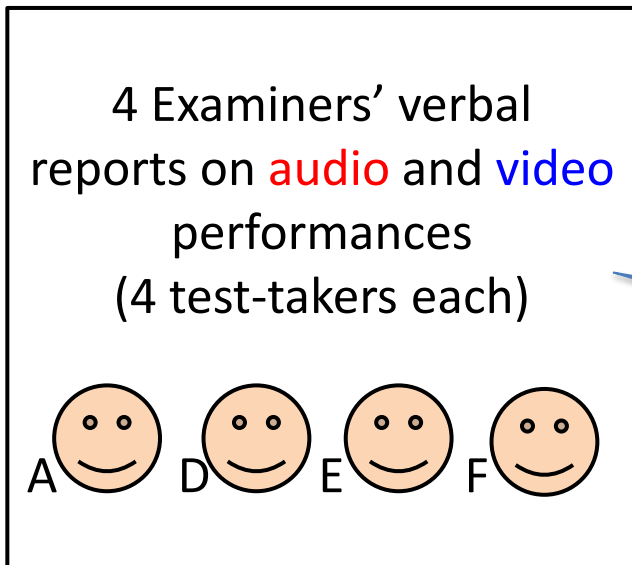 4 Examiners’ verbal
reports on audio and video
performances
(4 test-takers each)
A D E F